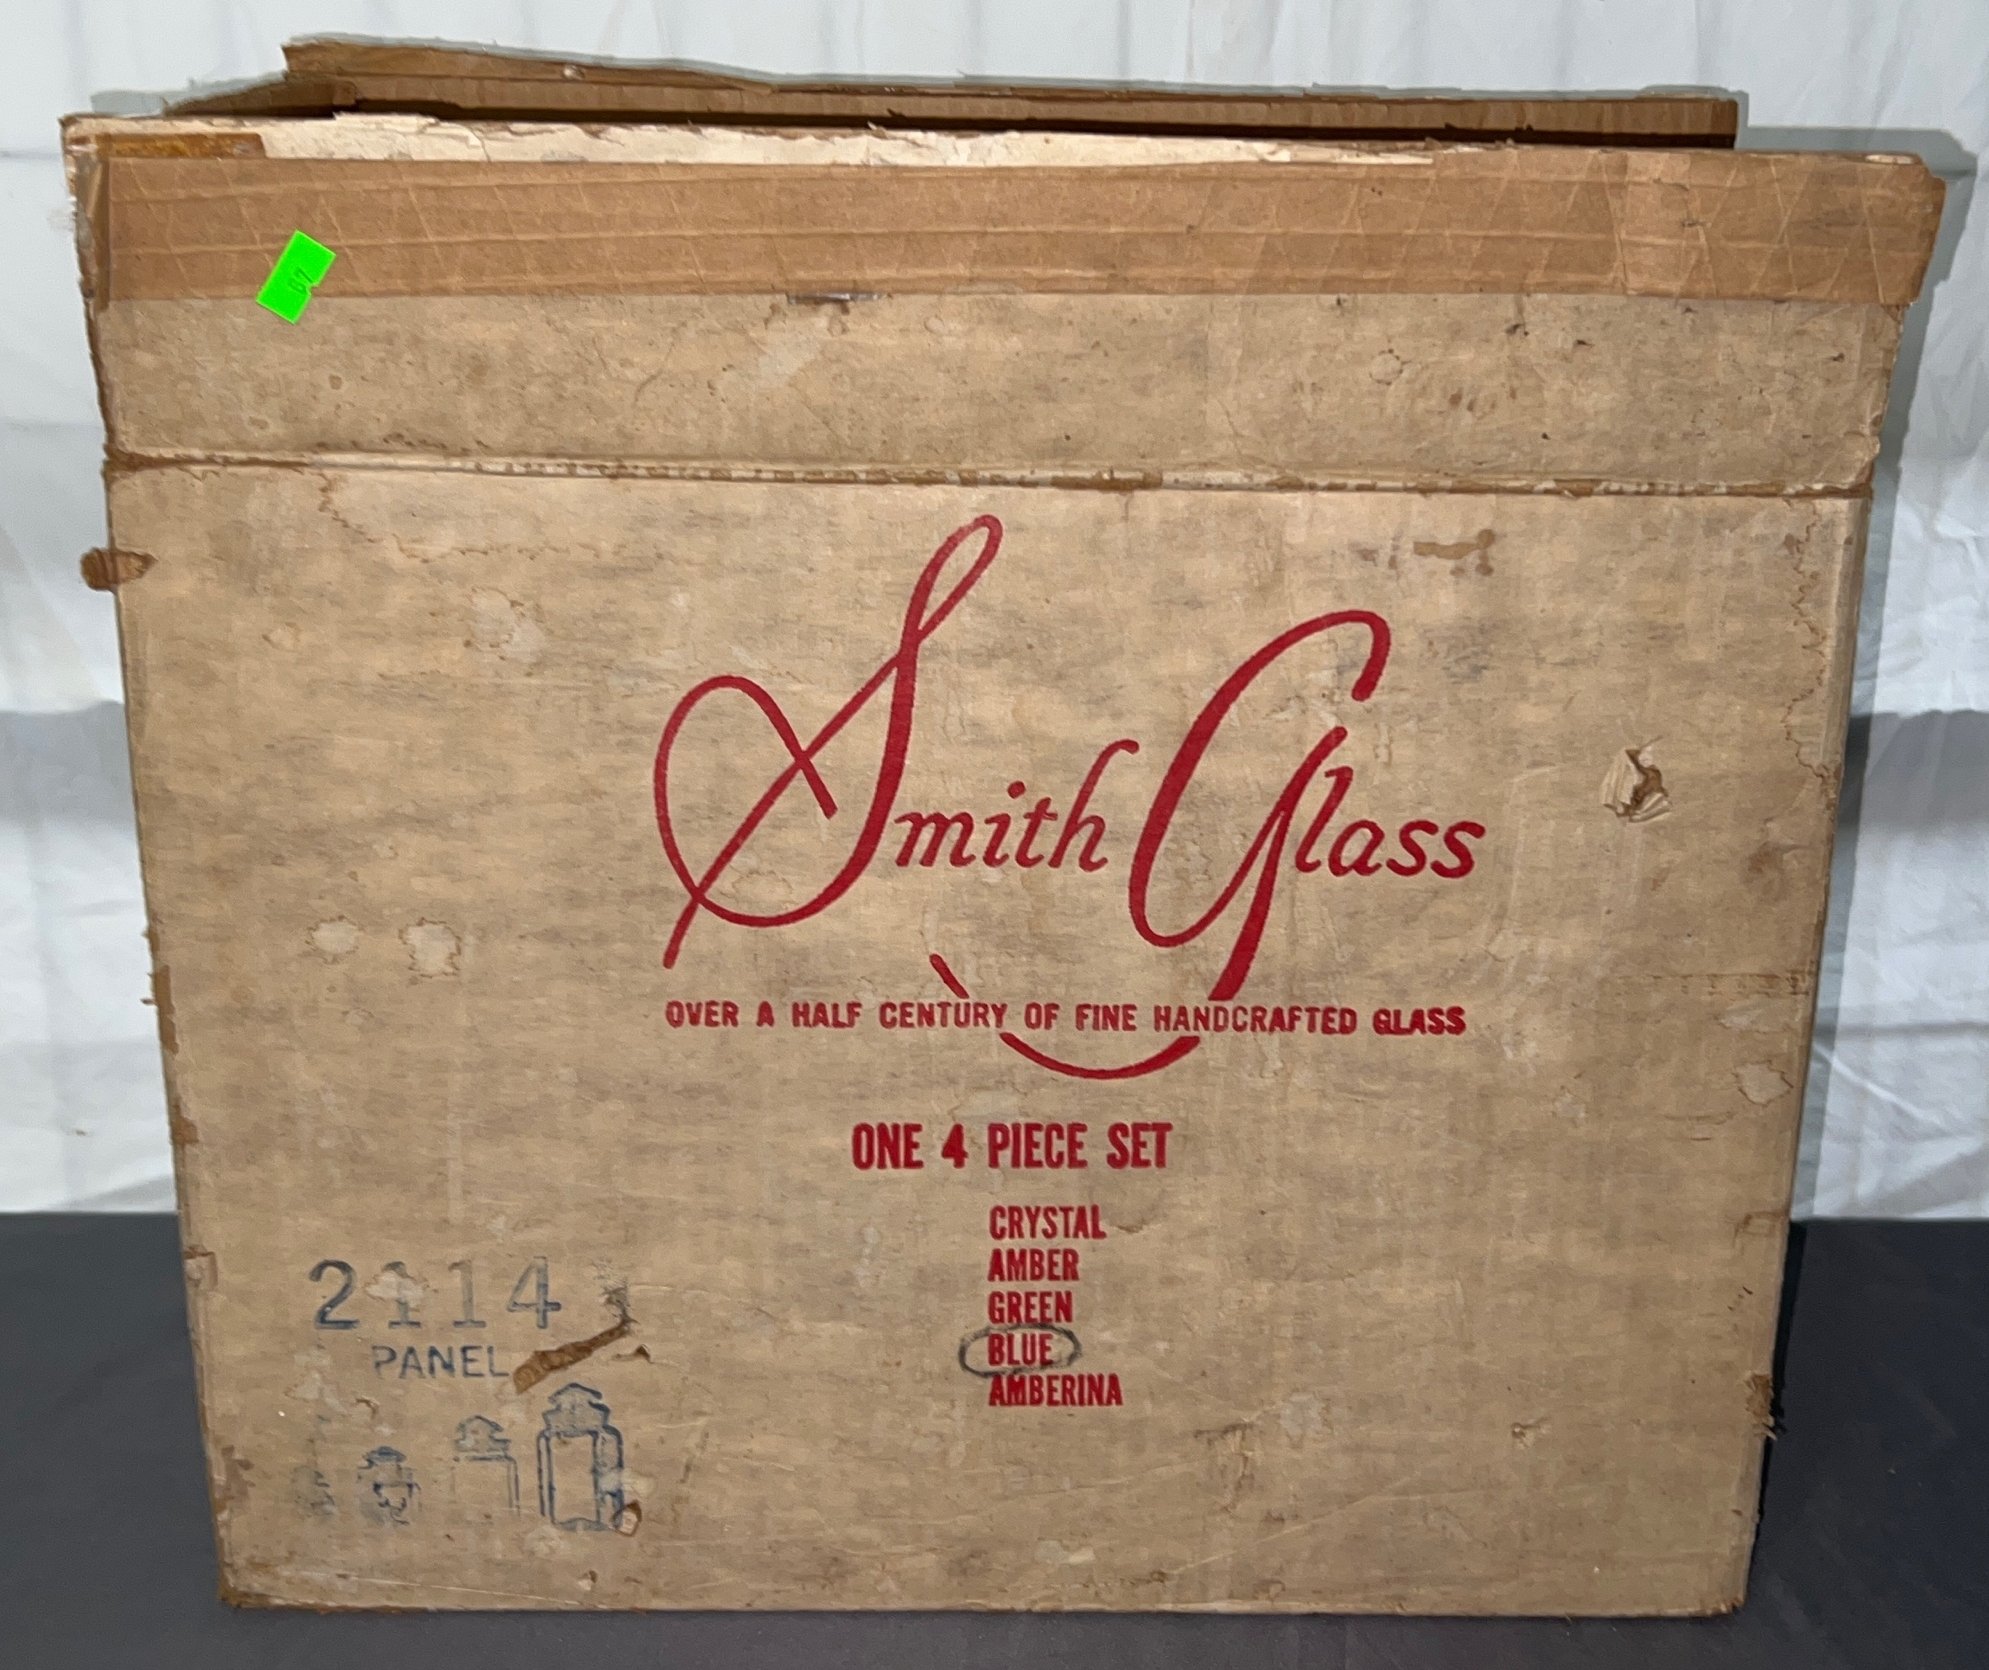 Smith Glass
OVER A HALF CENTURY OF FINE HANDCRAFTED GLASS
ONE 4 PIECE SET
CRYSTAL
AMBER
GREEN
BLUE
AMBERINA
2114
PANEL